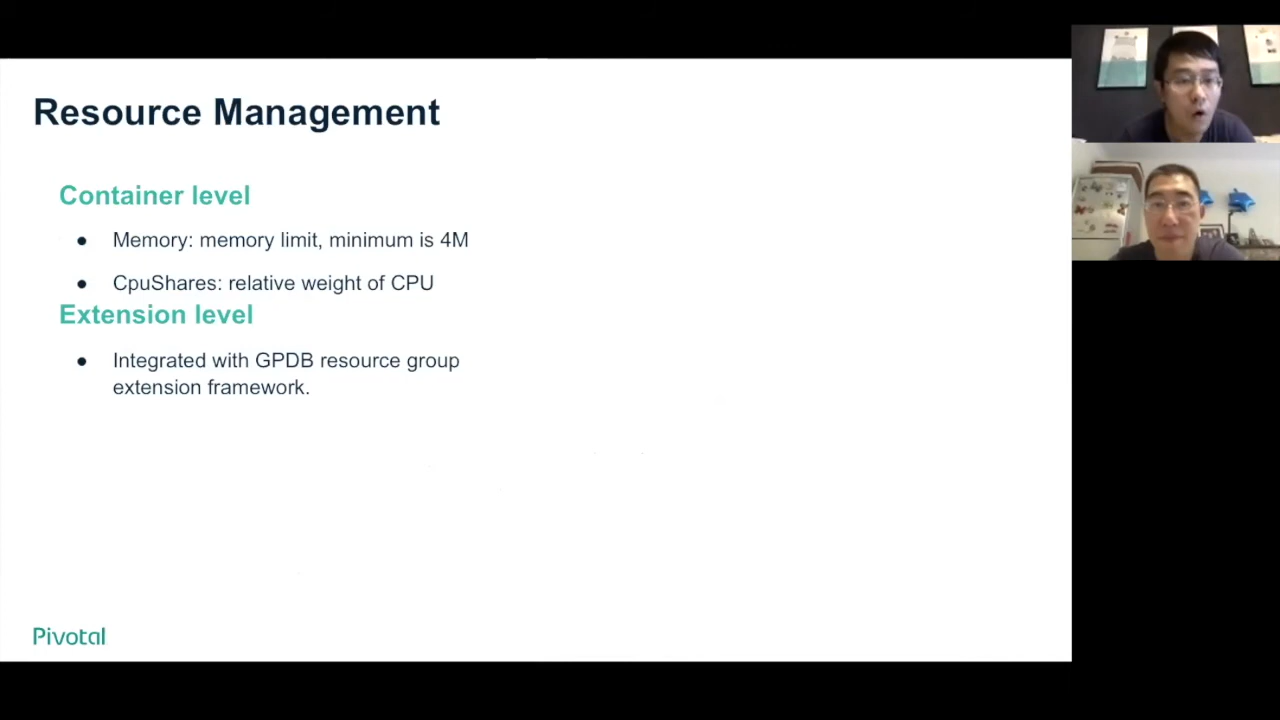 Resource Management
Container level
● Memory: memory limit, minimum is 4M
● CpuShares: relative weight of CPU
Extension level
● Integrated with GPDB resource group
extension framework.
Pivotal